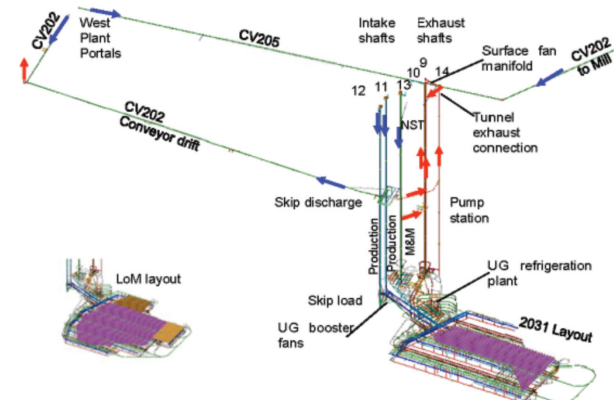 CV202
West
Plant
Portals
CV205
Intake
shafts
Exhaust
shafts
9
10
14
Surface fan
manifold
CV202
to Mill
12
11
13
NST
Tunnel
exhaust
connection
CV202
Conveyor drift
Skip discharge
Pump
station
Production
Production
M&M
LoM layout
UG refrigeration
plant
Skip load
UG booster
fans
2031 Layout